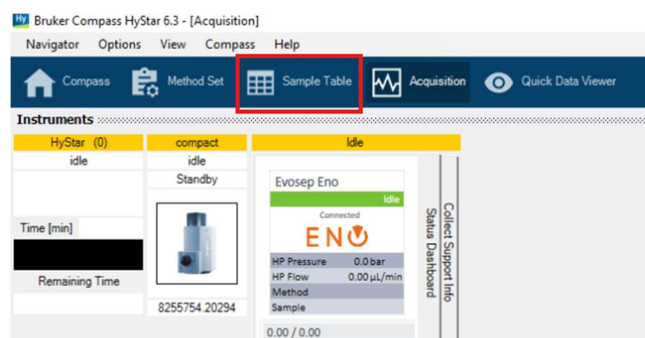 Bruker Compass HyStar 6.3 - [Acquisition]
Navigator Options View Compass Help
Compass Method Set Sample Table Acquisition Quick Data Viewer
Instruments
HyStar (0)
idle
Time [min]
Remaining Time
compact
idle
Standby
8255754.20294
Idle
Evosep Eno
Idle
Connected
ENO
HP Pressure 0.0 bar
HP Flow 0.00 µL/min
Method
Sample
0.00 / 0.00
Status Dashboard
Collect Support Info